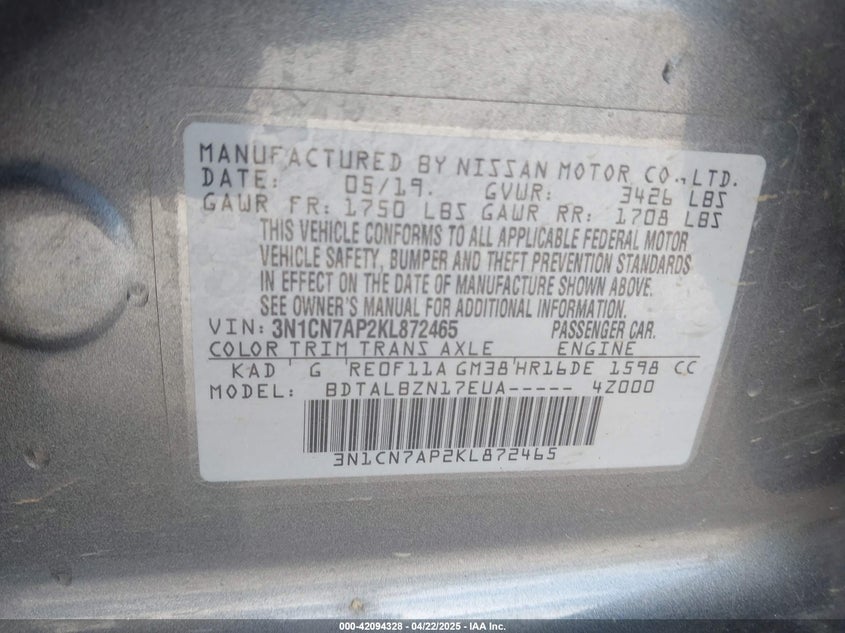 MANUFACTURED BY NISSAN MOTOR CO.,LTD.
DATE: 05/19. GVWR: 3426 LBS
GAWR FR: 1750 LBS GAWR RR: 1708 LBS
THIS VEHICLE CONFORMS TO ALL APPLICABLE FEDERAL MOTOR
VEHICLE SAFETY, BUMPER AND THEFT PREVENTION STANDARDS
IN EFFECT ON THE DATE OF MANUFACTURE SHOWN ABOVE.
SEE OWNER'S MANUAL FOR ADDITIONAL INFORMATION.
VIN: 3N1CN7AP2KL872465 PASSENGER CAR.
COLOR TRIM TRANS AXLE ENGINE
KAD G RE0F11A GM38 HR16DE 1598 CC
MODEL: BDTALBZN17EUA----- 4Z000
3N1CN7AP2KL872465
000-42094328 - 04/22/2025 - IAA Inc.